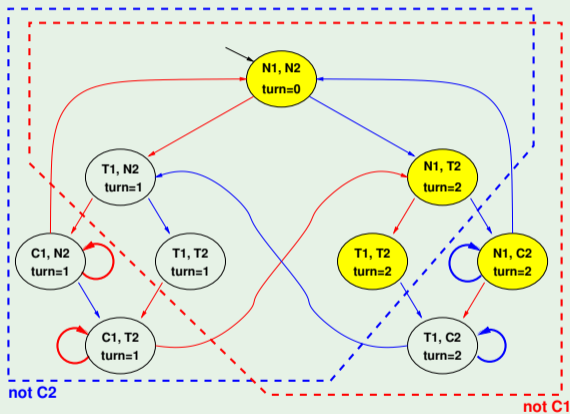 N1, N2
turn=0
T1, N2
turn=1
N1, T2
turn=2
C1, N2
turn=1
T1, T2
turn=1
T1, T2
turn=2
N1, C2
turn=2
C1, T2
turn=1
T1, C2
turn=2
not C2
not C1